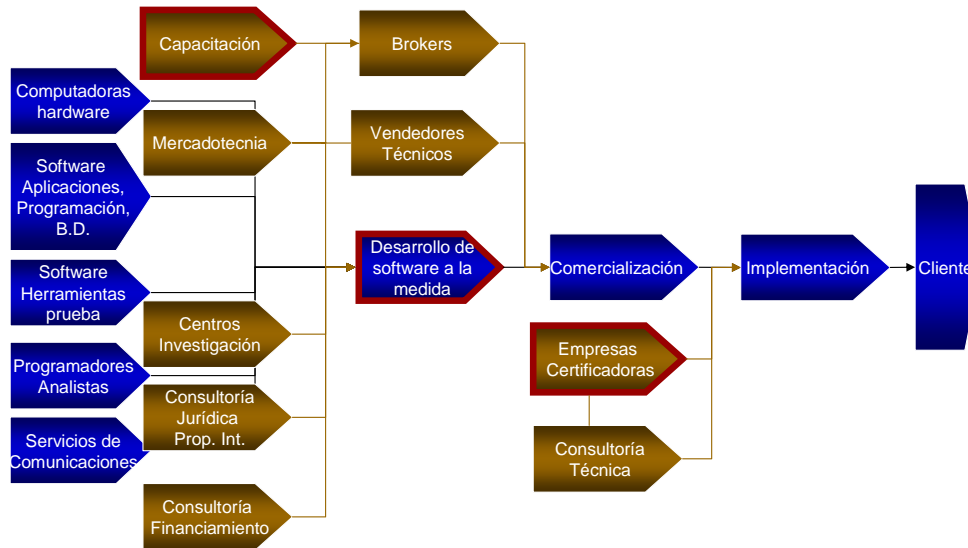 Capacitación
Brokers
Computadoras
hardware
Mercadotecnia
Vendedores
Técnicos
Software
Aplicaciones,
Programación,
B.D.
Desarrollo de
software a la
medida
Comercialización
Implementación
Cliente
Software
Herramientas
prueba
Centros
Investigación
Empresas
Certificadoras
Programadores
Analistas
Consultoría
Jurídica
Prop. Int.
Servicios de
Comunicaciones
Consultoría
Técnica
Consultoría
Financiamiento